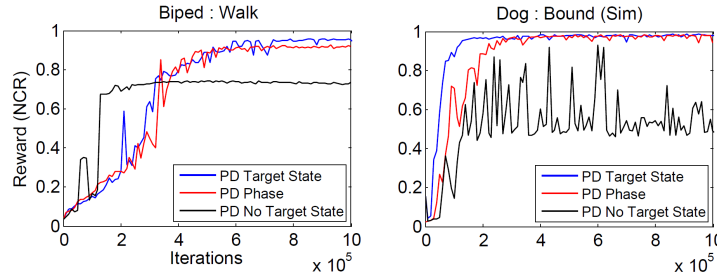 Biped : Walk
Reward (NCR)
1
0.8
0.6
0.4
0.2
0
0 2 4 6 8 10
Iterations
x 10^5
PD Target State
PD Phase
PD No Target State
Dog : Bound (Sim)
1
0.8
0.6
0.4
0.2
0
0 2 4 6 8 10
x 10^5
PD Target State
PD Phase
PD No Target State